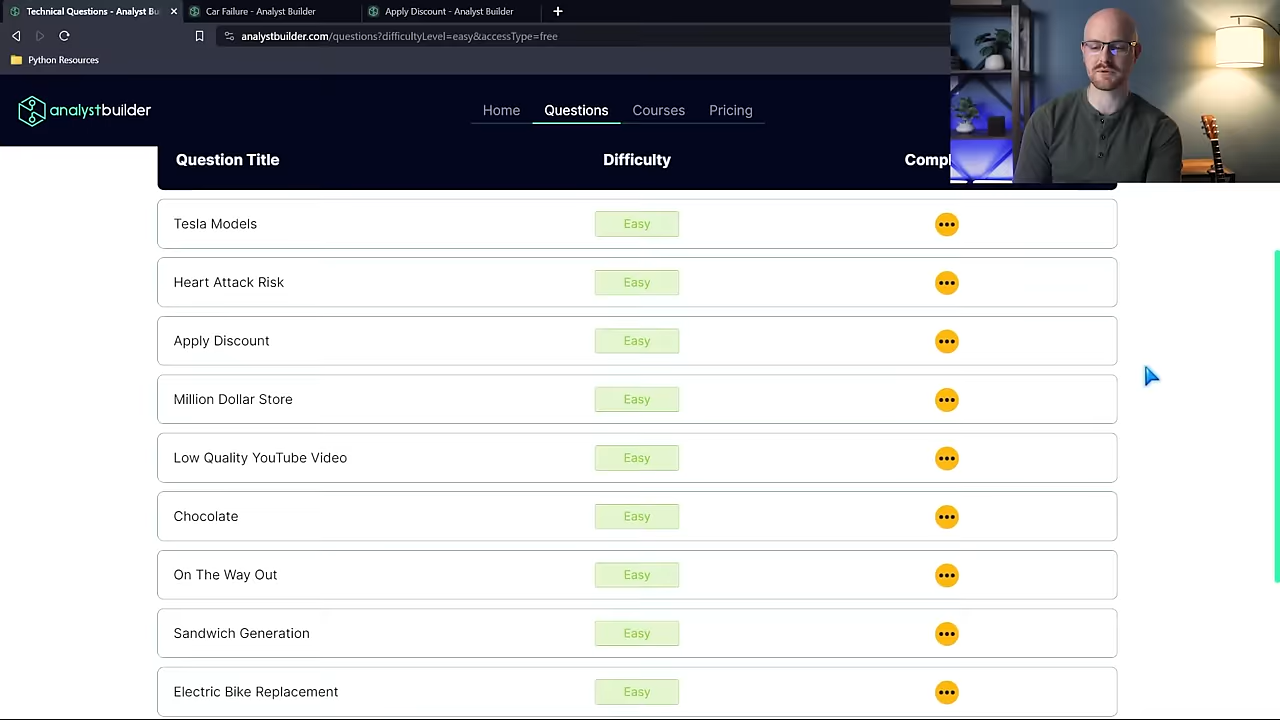 Technical Questions - Analyst Bu
Car Failure - Analyst Builder
Apply Discount - Analyst Builder
analystbuilder.com/questions?difficultyLevel=easy&accessType=free
Python Resources
analystbuilder
Home
Questions
Courses
Pricing
Question Title
Difficulty
Compl
Tesla Models
Easy
Heart Attack Risk
Easy
Apply Discount
Easy
Million Dollar Store
Easy
Low Quality YouTube Video
Easy
Chocolate
Easy
On The Way Out
Easy
Sandwich Generation
Easy
Electric Bike Replacement
Easy